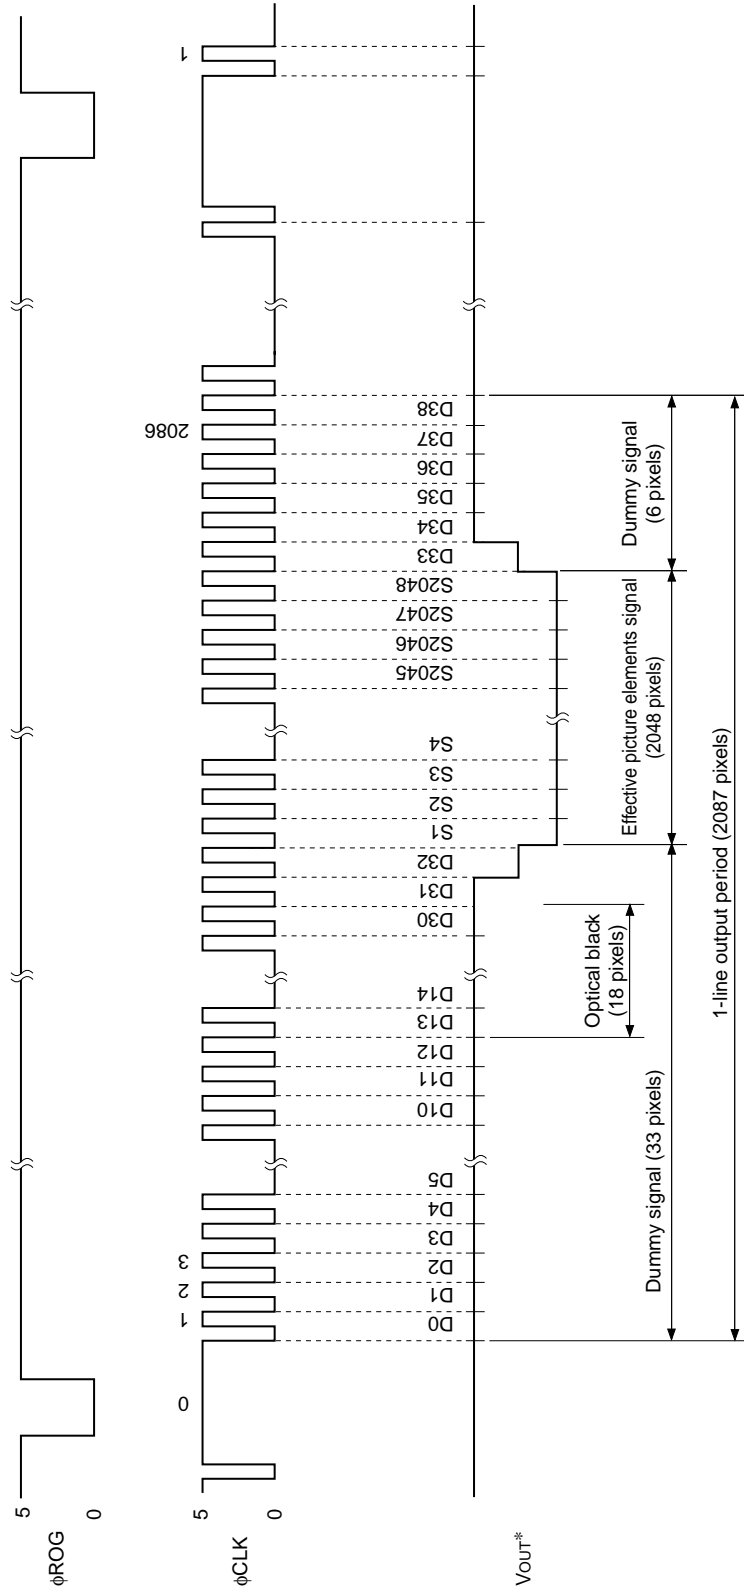 φROG
5
0
φCLK
5
0
0
1
2
3
2086
1
VOUT*
D0
D1
D2
D3
D4
D5
D10
D11
D12
D13
D14
D30
D31
D32
S1
S2
S3
S4
S2045
S2046
S2047
S2048
D33
D34
D35
D36
D37
D38
Optical black
(18 pixels)
Dummy signal (33 pixels)
Effective picture elements signal
(2048 pixels)
Dummy signal
(6 pixels)
1-line output period (2087 pixels)